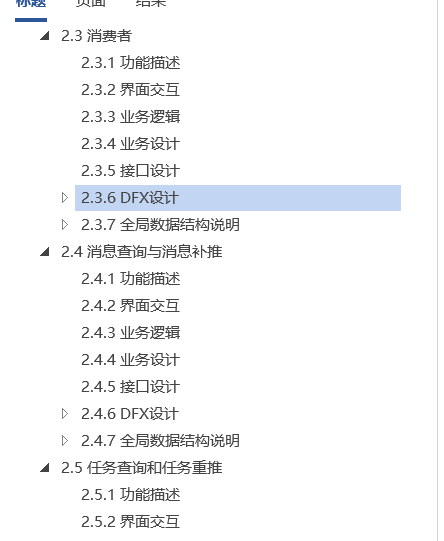 标题 页面 结果
2.3 消费者
2.3.1 功能描述
2.3.2 界面交互
2.3.3 业务逻辑
2.3.4 业务设计
2.3.5 接口设计
2.3.6 DFX设计
2.3.7 全局数据结构说明
2.4 消息查询与消息补推
2.4.1 功能描述
2.4.2 界面交互
2.4.3 业务逻辑
2.4.4 业务设计
2.4.5 接口设计
2.4.6 DFX设计
2.4.7 全局数据结构说明
2.5 任务查询和任务重推
2.5.1 功能描述
2.5.2 界面交互